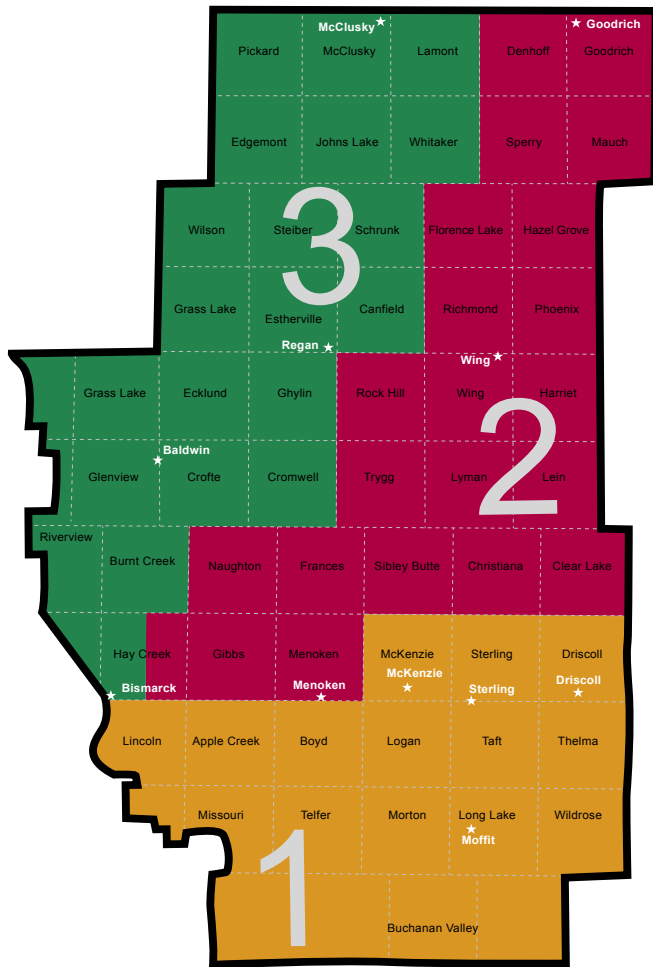 McClusky
Goodrich
Pickard
McClusky
Lamont
Denhoff
Goodrich
Edgemont
Johns Lake
Whitaker
Sperry
Mauch
3
Wilson
Steiber
Schrunk
Florence Lake
Hazel Grove
Grass Lake
Estherville
Canfield
Richmond
Phoenix
Regan
Wing
Grass Lake
Ecklund
Ghylin
Rock Hill
Wing
Harriet
2
Baldwin
Glenview
Crofte
Cromwell
Trygg
Lyman
Lein
Riverview
Burnt Creek
Naughton
Frances
Sibley Butte
Christiana
Clear Lake
Hay Creek
Gibbs
Menoken
McKenzie
Sterling
Driscoll
McKenzie
Driscoll
Bismarck
Menoken
Sterling
Lincoln
Apple Creek
Boyd
Logan
Taft
Thelma
Missouri
Telfer
Morton
Long Lake
Wildrose
Moffit
1
Buchanan Valley